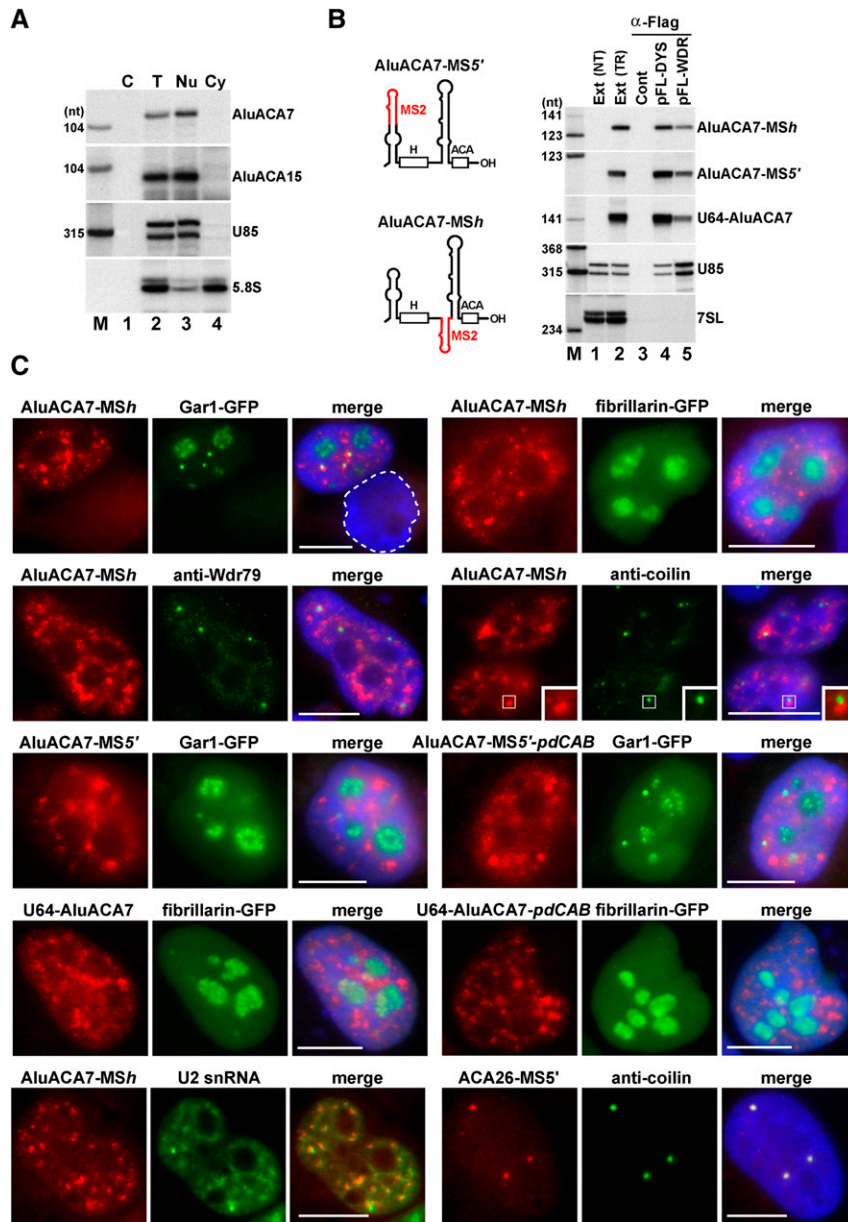 A
C T Nu Cy
(nt)
104
AluACA7
104
AluACA15
315
U85
5.8S
M 1 2 3 4
B
AluACA7-MS5'
MS2
H
ACA
OH
AluACA7-MSh
H
ACA
OH
MS2
α-Flag
Ext (NT)
Ext (TR)
Cont
pFL-DYS
pFL-WDR
(nt)
141
123
AluACA7-MSh
123
AluACA7-MS5'
141
U64-AluACA7
368
315
U85
234
7SL
M 1 2 3 4 5
C
AluACA7-MSh Gar1-GFP merge AluACA7-MSh fibrillarin-GFP merge
AluACA7-MSh anti-Wdr79 merge AluACA7-MSh anti-coilin merge
AluACA7-MS5' Gar1-GFP merge AluACA7-MS5'-pdCAB Gar1-GFP merge
U64-AluACA7 fibrillarin-GFP merge U64-AluACA7-pdCAB fibrillarin-GFP merge
AluACA7-MSh U2 snRNA merge ACA26-MS5' anti-coilin merge